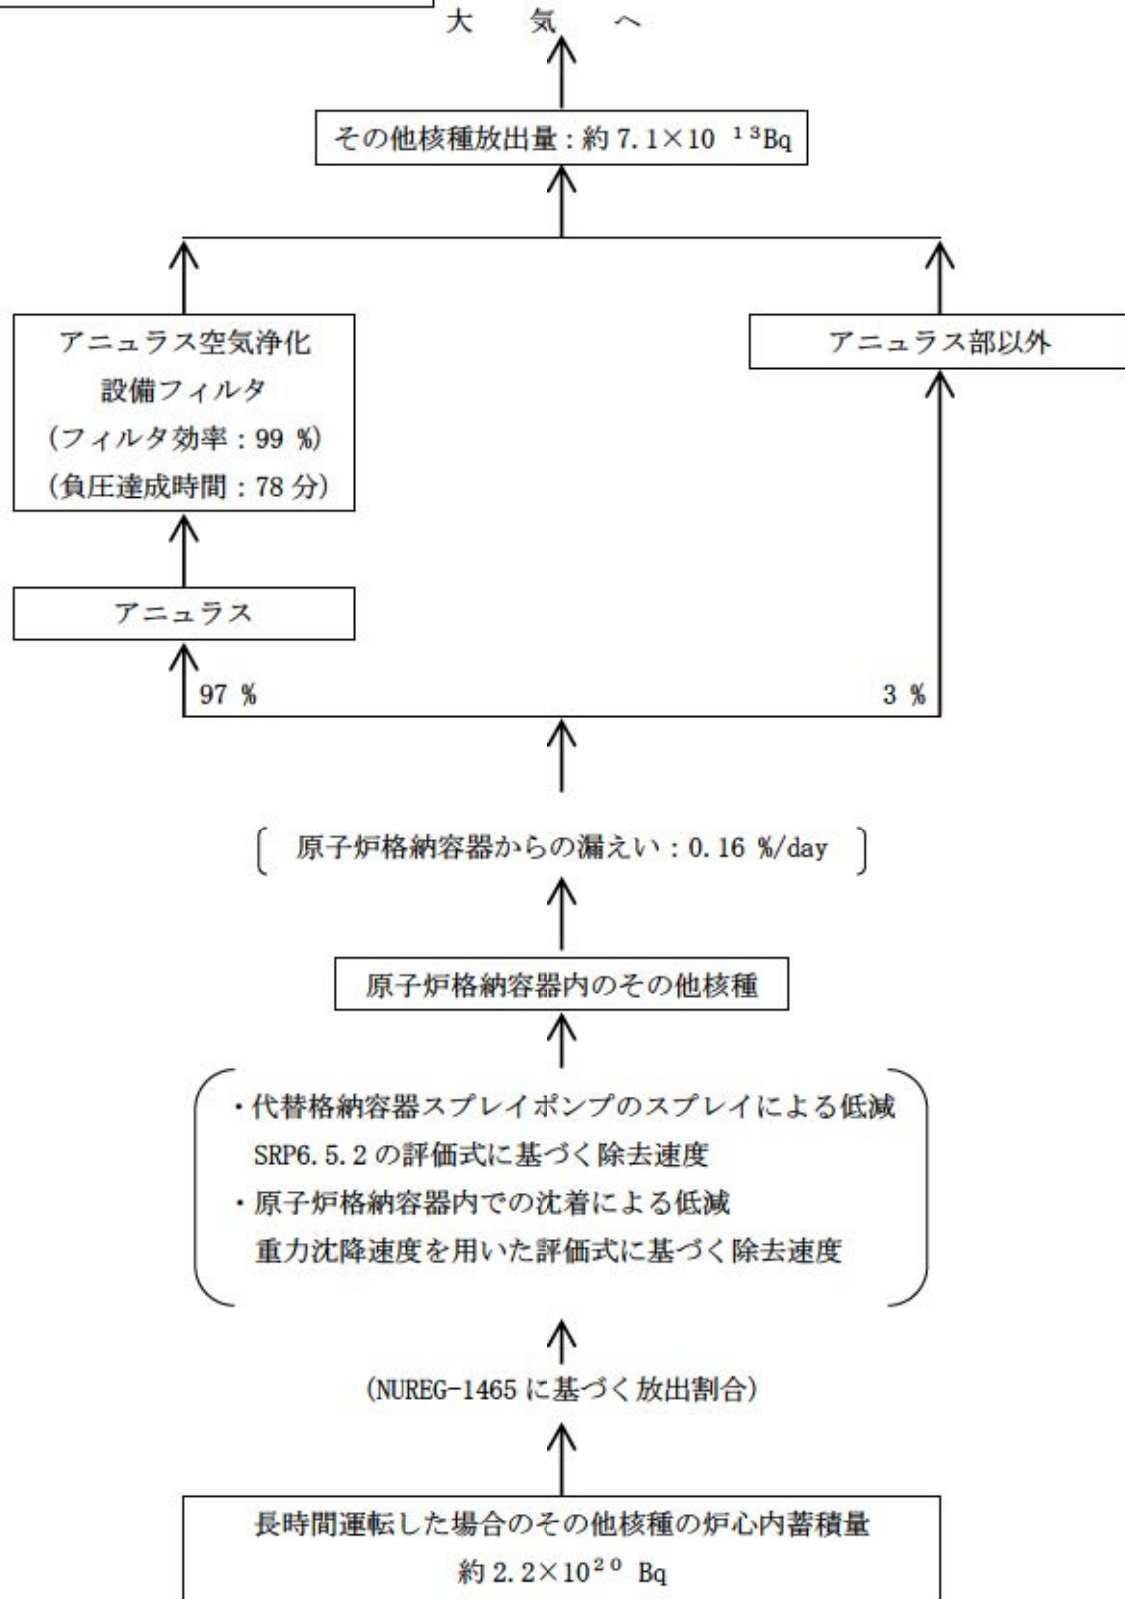 大 気 へ
その他核種放出量：約 7.1×10 ¹³Bq
アニュラス空気浄化
設備フィルタ
(フィルタ効率：99 %)
(負圧達成時間：78 分)
アニュラス部以外
アニュラス
97 %
3 %
原子炉格納容器からの漏えい：0.16 %/day
原子炉格納容器内のその他核種
・代替格納容器スプレイポンプのスプレイによる低減
SRP6.5.2 の評価式に基づく除去速度
・原子炉格納容器内での沈着による低減
重力沈降速度を用いた評価式に基づく除去速度
(NUREG-1465 に基づく放出割合)
長時間運転した場合のその他核種の炉心内蓄積量
約 2.2×10²⁰ Bq